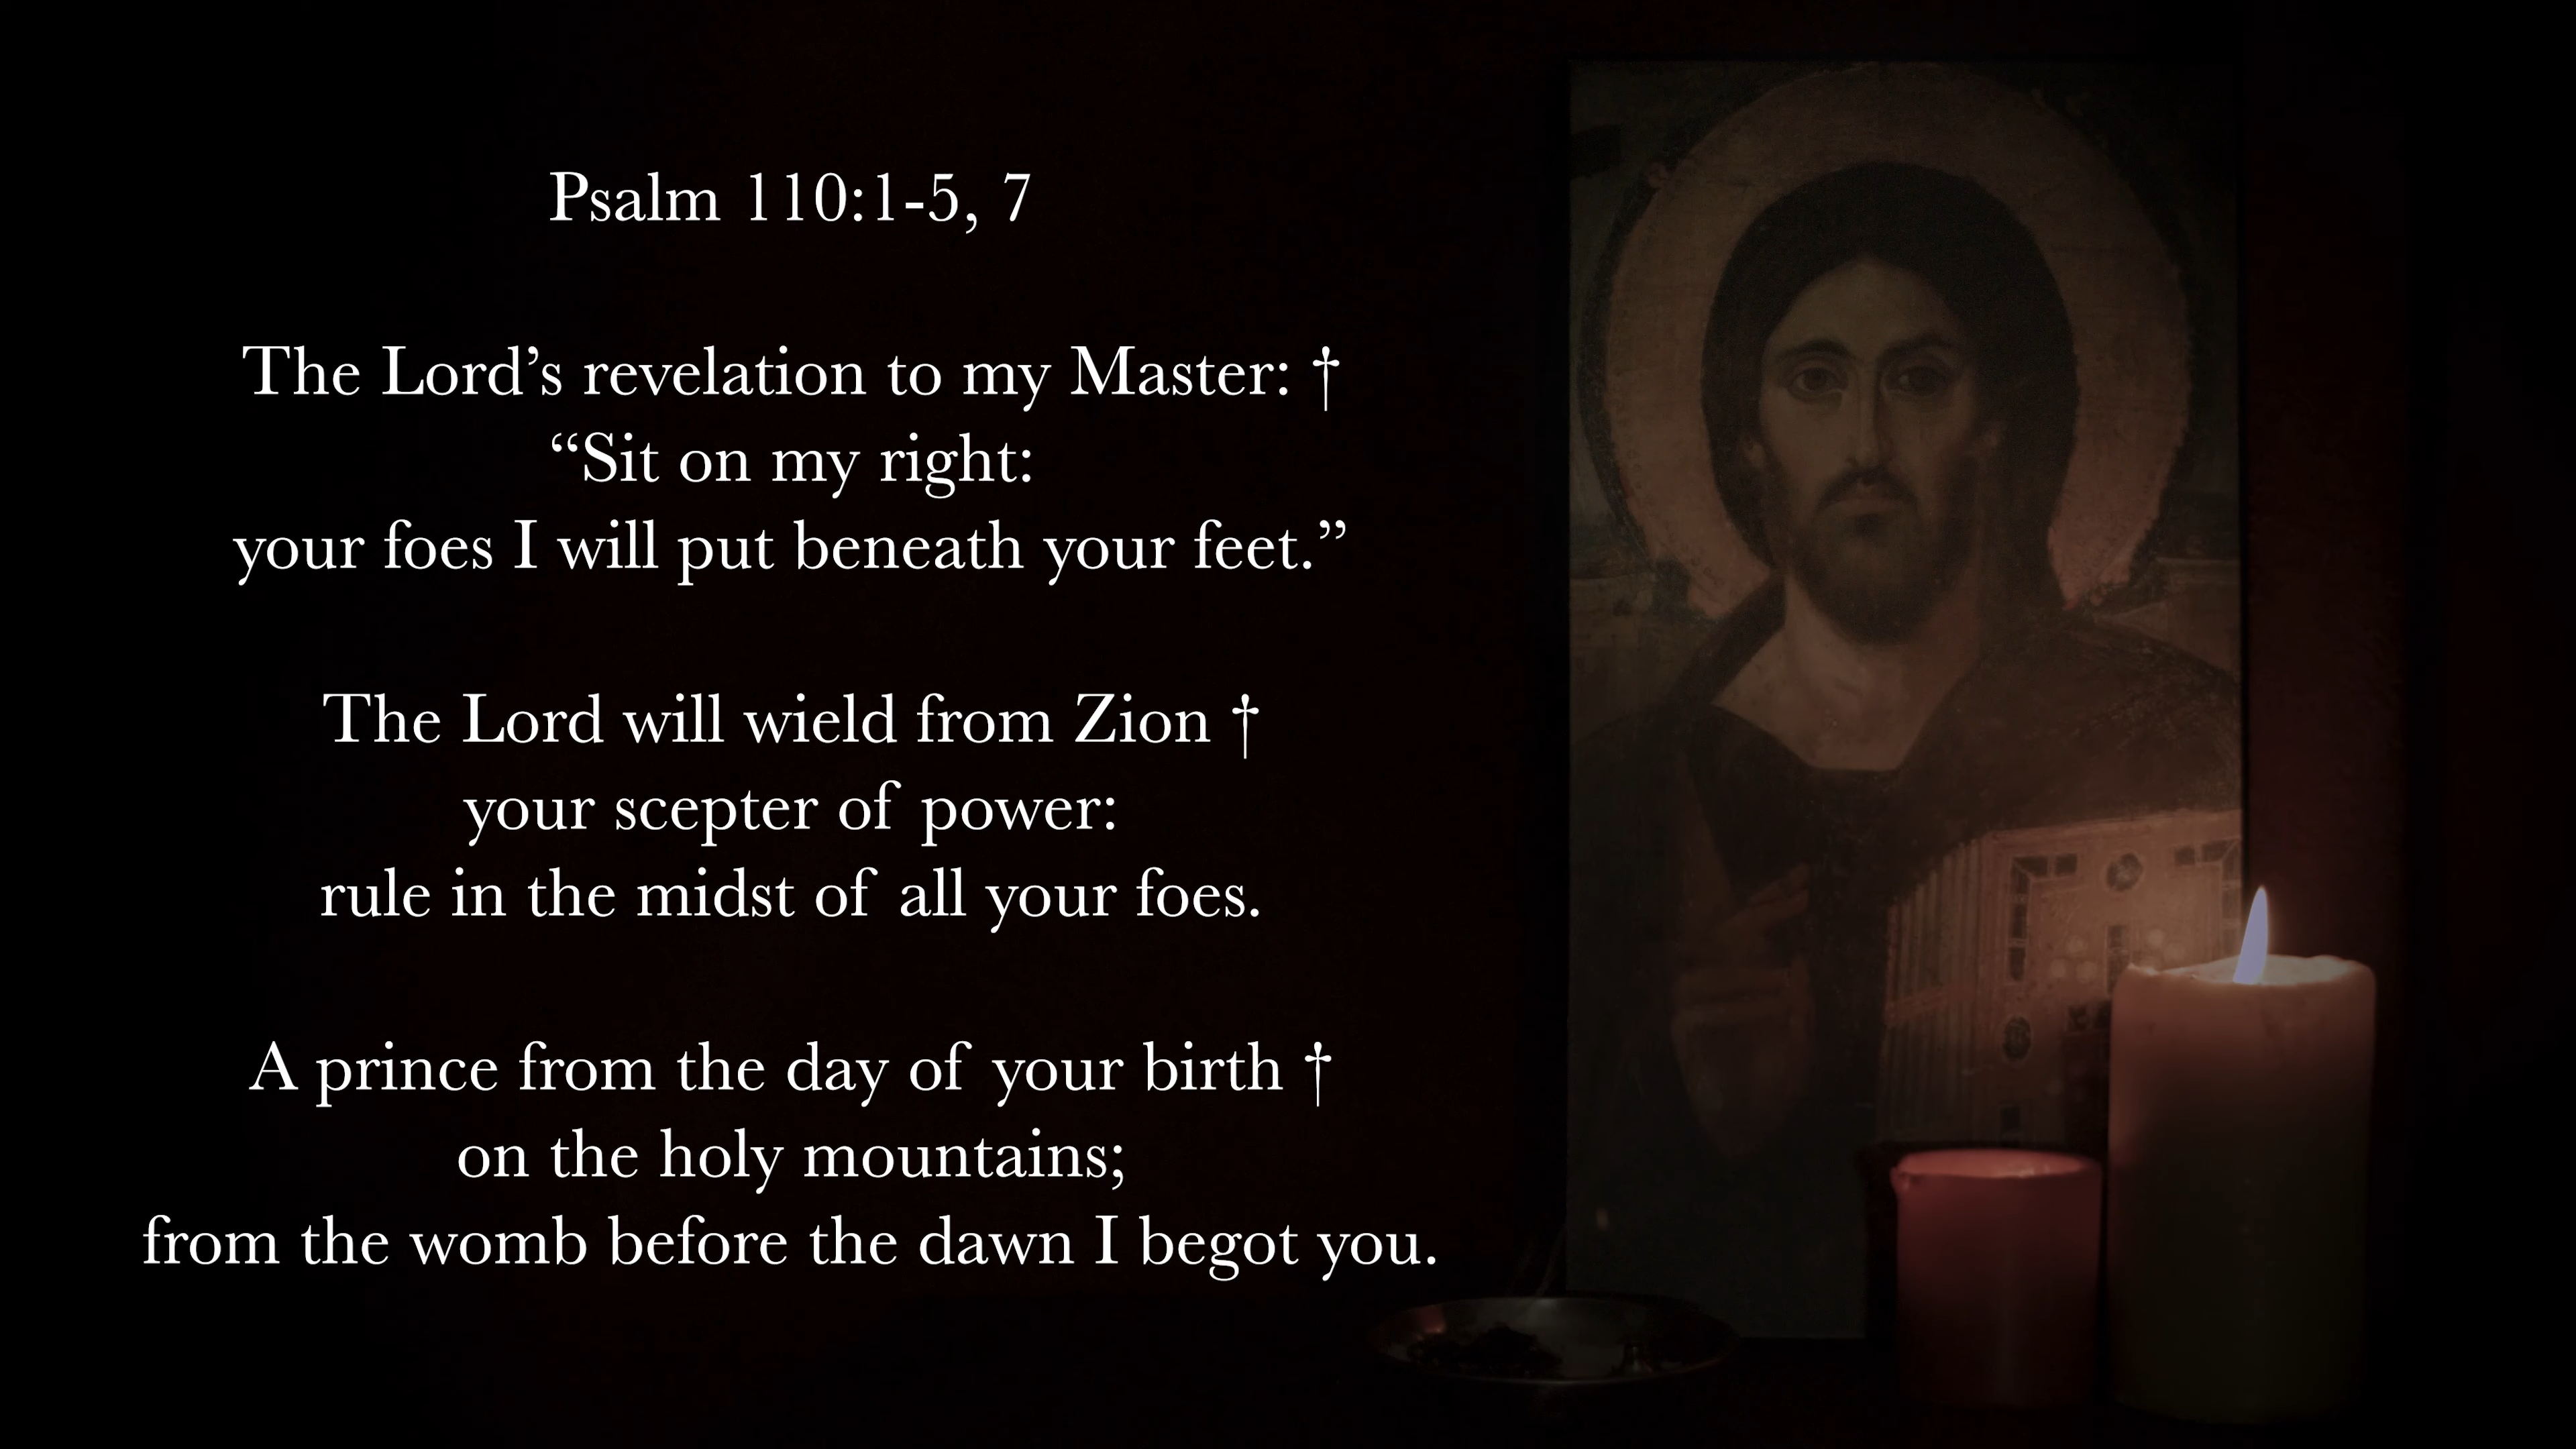 Psalm 110:1-5, 7
The Lord’s revelation to my Master: †
“Sit on my right:
your foes I will put beneath your feet.”
The Lord will wield from Zion †
your scepter of power:
rule in the midst of all your foes.
A prince from the day of your birth †
on the holy mountains;
from the womb before the dawn I begot you.